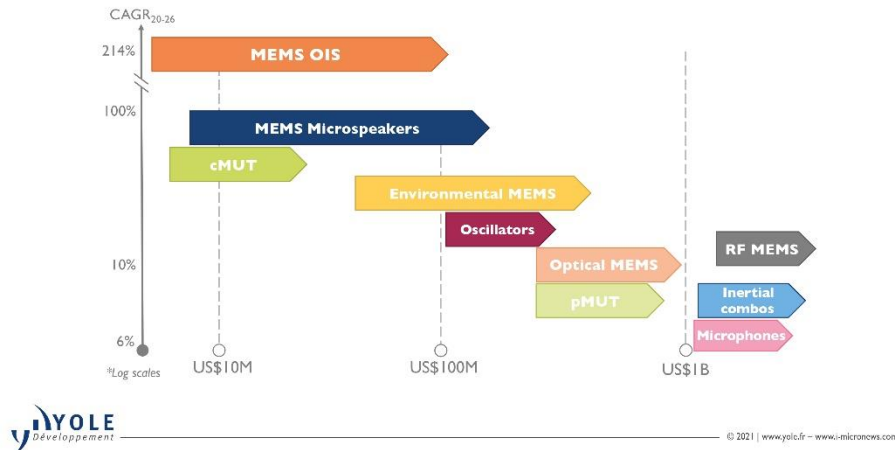 CAGR20-26
214%
MEMS OIS
100%
MEMS Microspeakers
cMUT
Environmental MEMS
Oscillators
RF MEMS
10%
Optical MEMS
pMUT
Inertial
combos
Microphones
6%
*Log scales
US$10M
US$100M
US$1B
YOLE
Développement
© 2021 | www.yole.fr – www.i-micronews.com